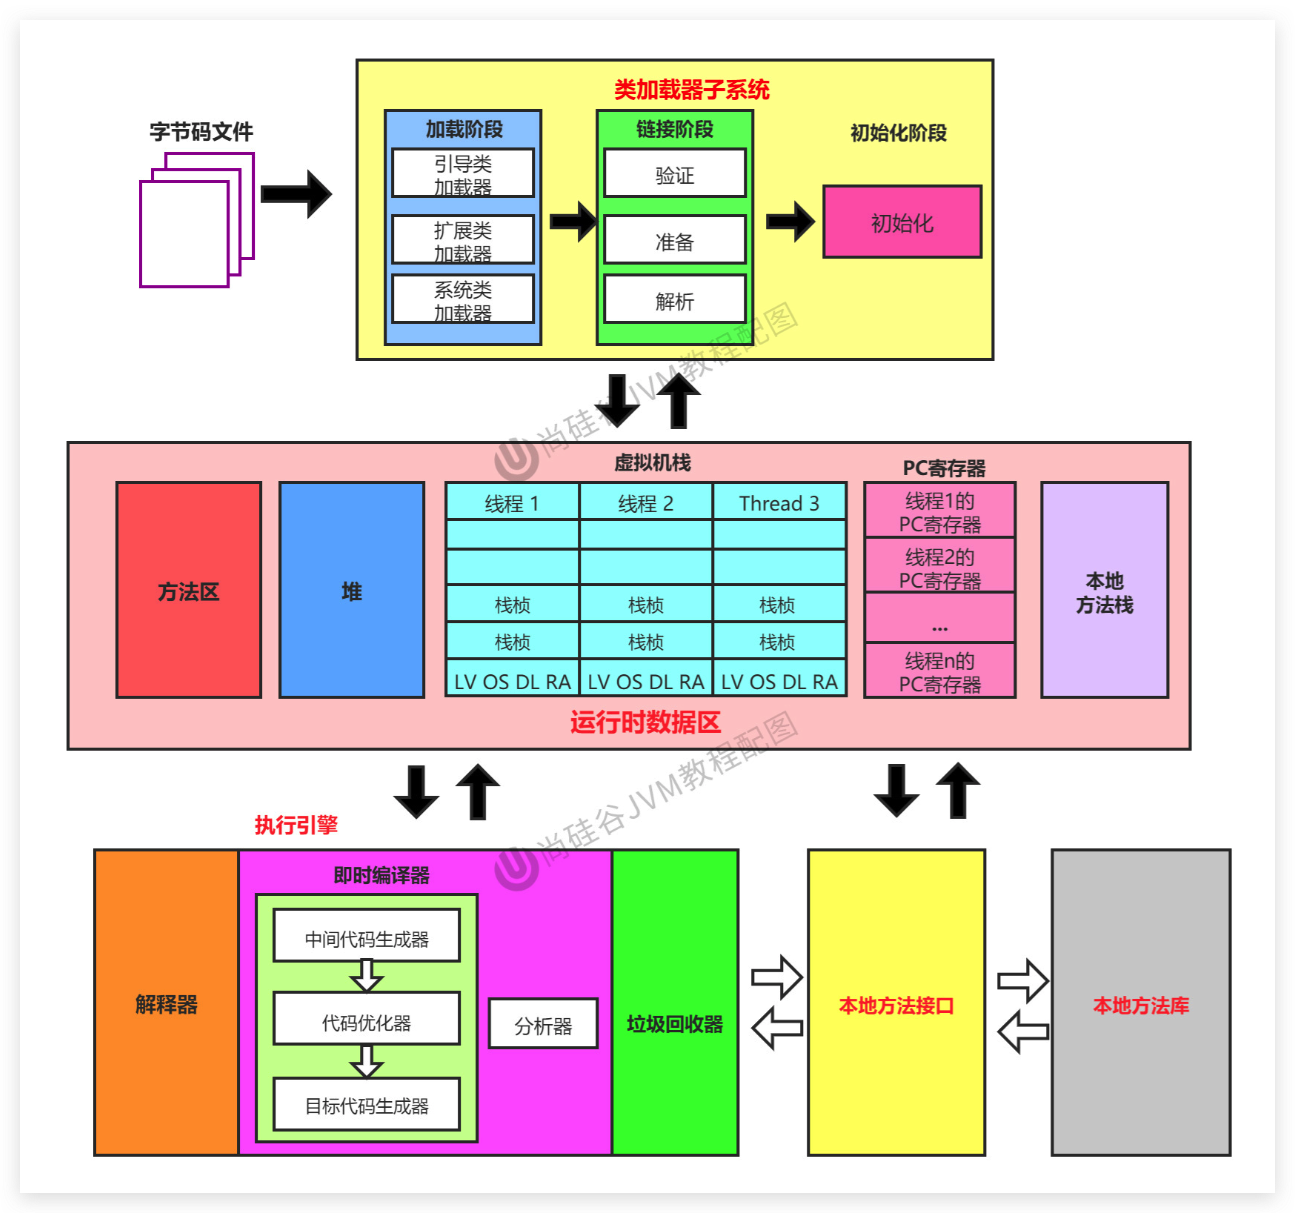 类加载器子系统
字节码文件
加载阶段
引导类
加载器
扩展类
加载器
系统类
加载器
链接阶段
验证
准备
解析
初始化阶段
初始化
尚硅谷JVM教程配图
虚拟机栈
PC寄存器
方法区
堆
线程 1
线程 2
Thread 3
栈桢
栈桢
栈桢
栈桢
栈桢
栈桢
LV OS DL RA
LV OS DL RA
LV OS DL RA
线程1的
PC寄存器
线程2的
PC寄存器
...
线程n的
PC寄存器
本地
方法栈
运行时数据区
尚硅谷JVM教程配图
执行引擎
解释器
即时编译器
中间代码生成器
代码优化器
目标代码生成器
分析器
垃圾回收器
本地方法接口
本地方法库